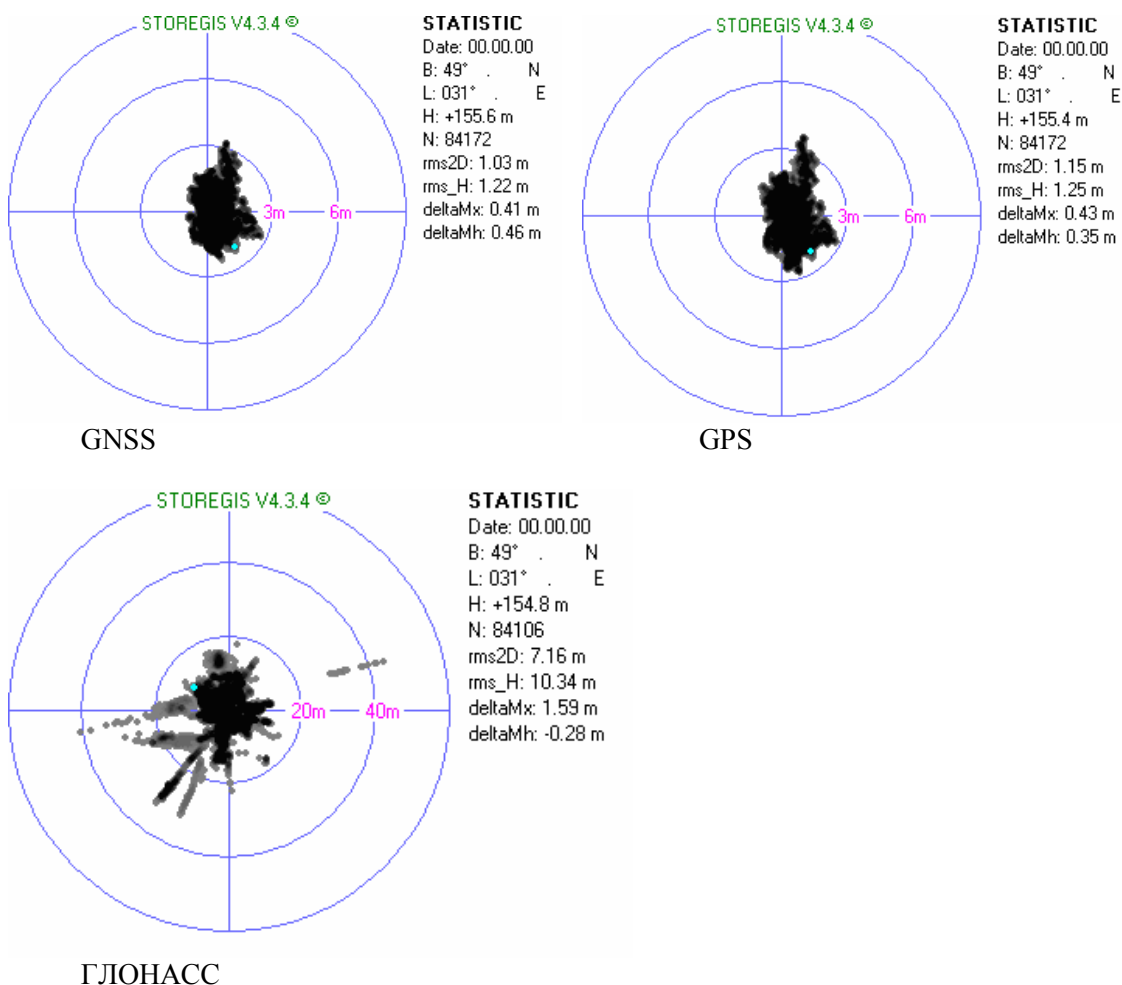 STOREGIS V4.3.4 ©
STATISTIC
Date: 00.00.00
B: 49° . N
L: 031° . E
H: +155.6 m
N: 84172
rms2D: 1.03 m
rms_H: 1.22 m
deltaMx: 0.41 m
deltaMh: 0.46 m
3m 6m
GNSS
STOREGIS V4.3.4 ©
STATISTIC
Date: 00.00.00
B: 49° . N
L: 031° . E
H: +155.4 m
N: 84172
rms2D: 1.15 m
rms_H: 1.25 m
deltaMx: 0.43 m
deltaMh: 0.35 m
3m 6m
GPS
STOREGIS V4.3.4 ©
STATISTIC
Date: 00.00.00
B: 49° . N
L: 031° . E
H: +154.8 m
N: 84106
rms2D: 7.16 m
rms_H: 10.34 m
deltaMx: 1.59 m
deltaMh: -0.28 m
20m 40m
ГЛОНАСС